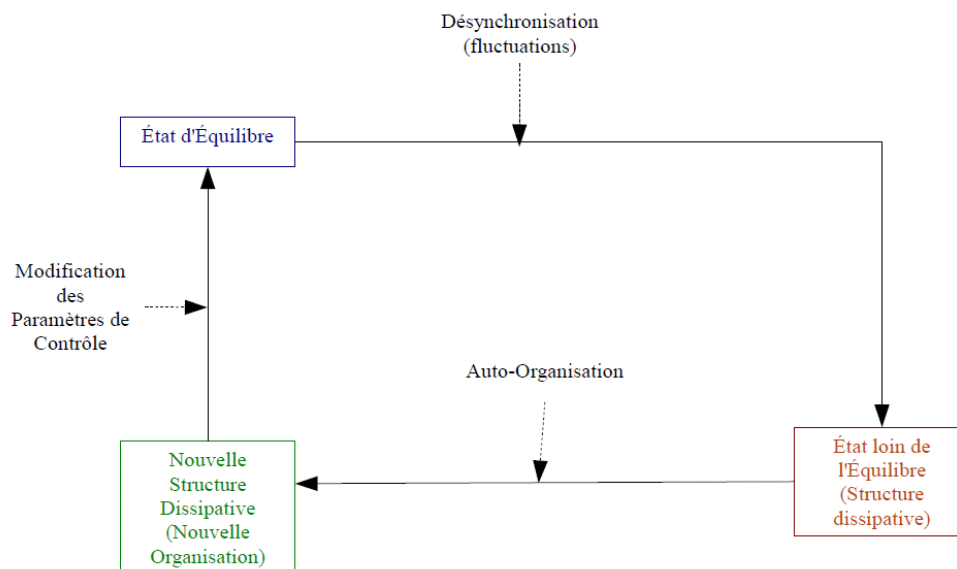 Désynchronisation
(fluctuations)
État d'Équilibre
Modification
des
Paramètres de
Contrôle
Auto-Organisation
Nouvelle
Structure
Dissipative
(Nouvelle
Organisation)
État loin de
l'Équilibre
(Structure
dissipative)